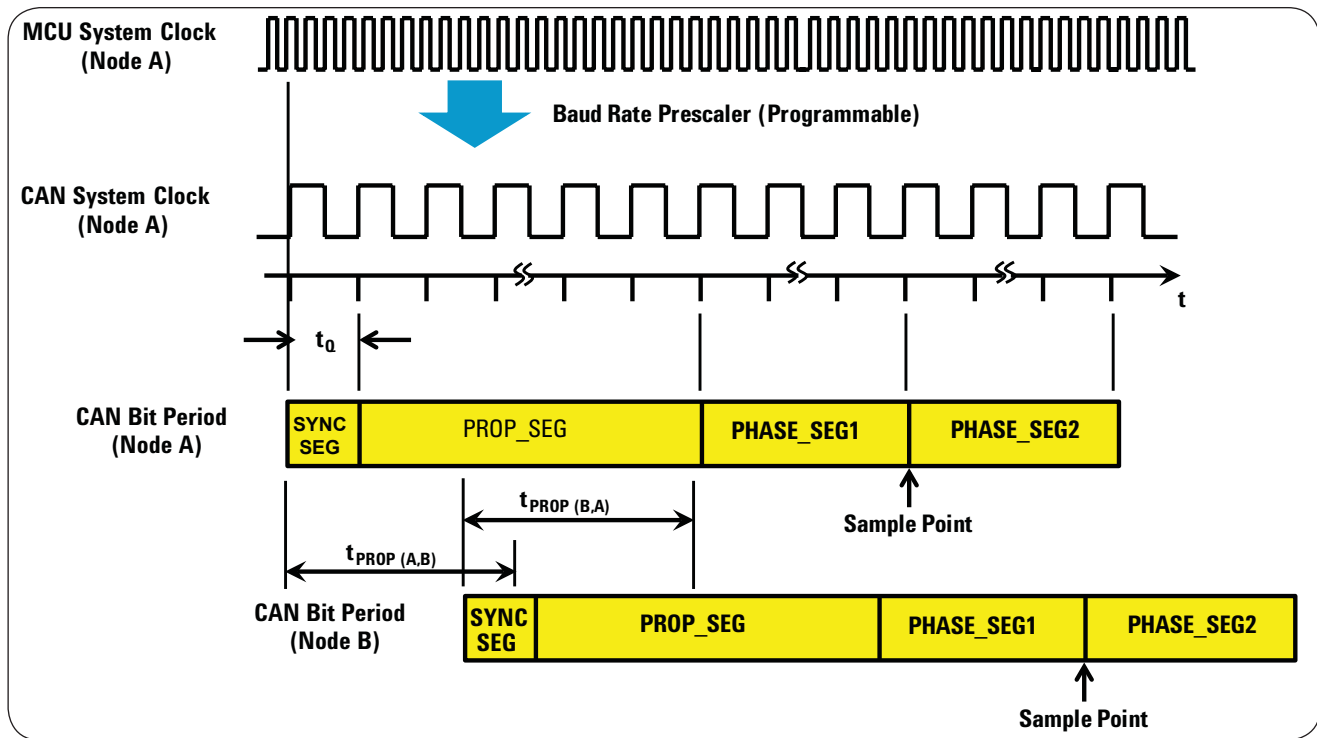 MCU System Clock
(Node A)
Baud Rate Prescaler (Programmable)
CAN System Clock
(Node A)
t
tQ
CAN Bit Period
(Node A)
SYNC
SEG
PROP_SEG
PHASE_SEG1
PHASE_SEG2
tPROP (B,A)
Sample Point
tPROP (A,B)
CAN Bit Period
(Node B)
SYNC
SEG
PROP_SEG
PHASE_SEG1
PHASE_SEG2
Sample Point